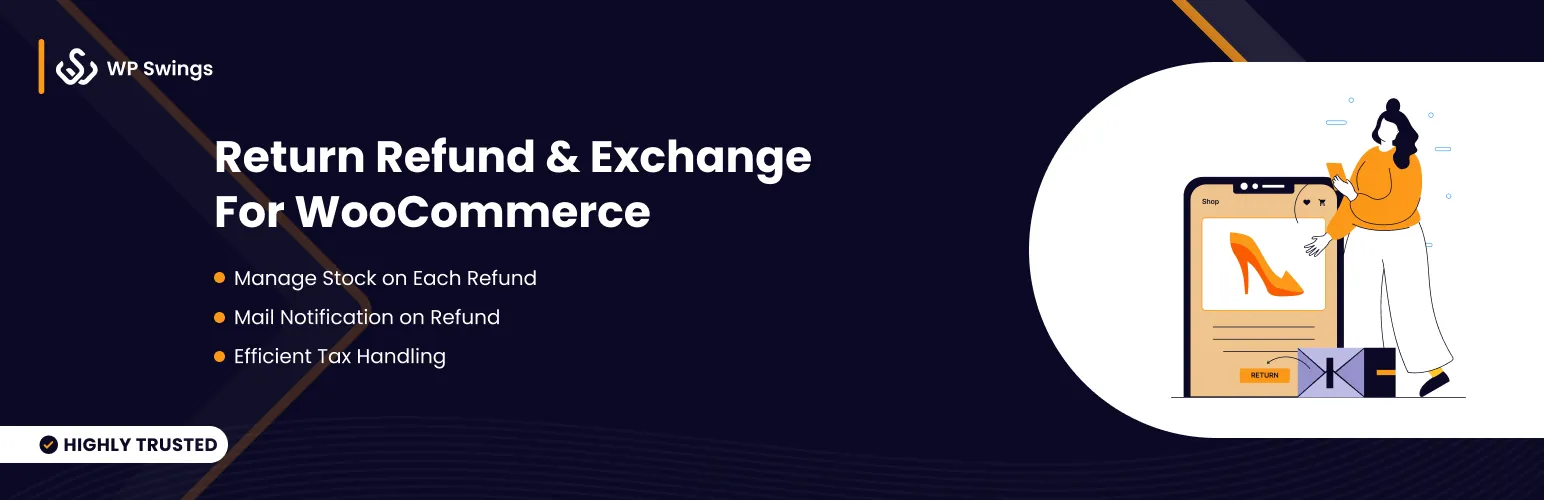 WP Swings
Return Refund & Exchange
For WooCommerce
Manage Stock on Each Refund
Mail Notification on Refund
Efficient Tax Handling
HIGHLY TRUSTED
Shop
RETURN